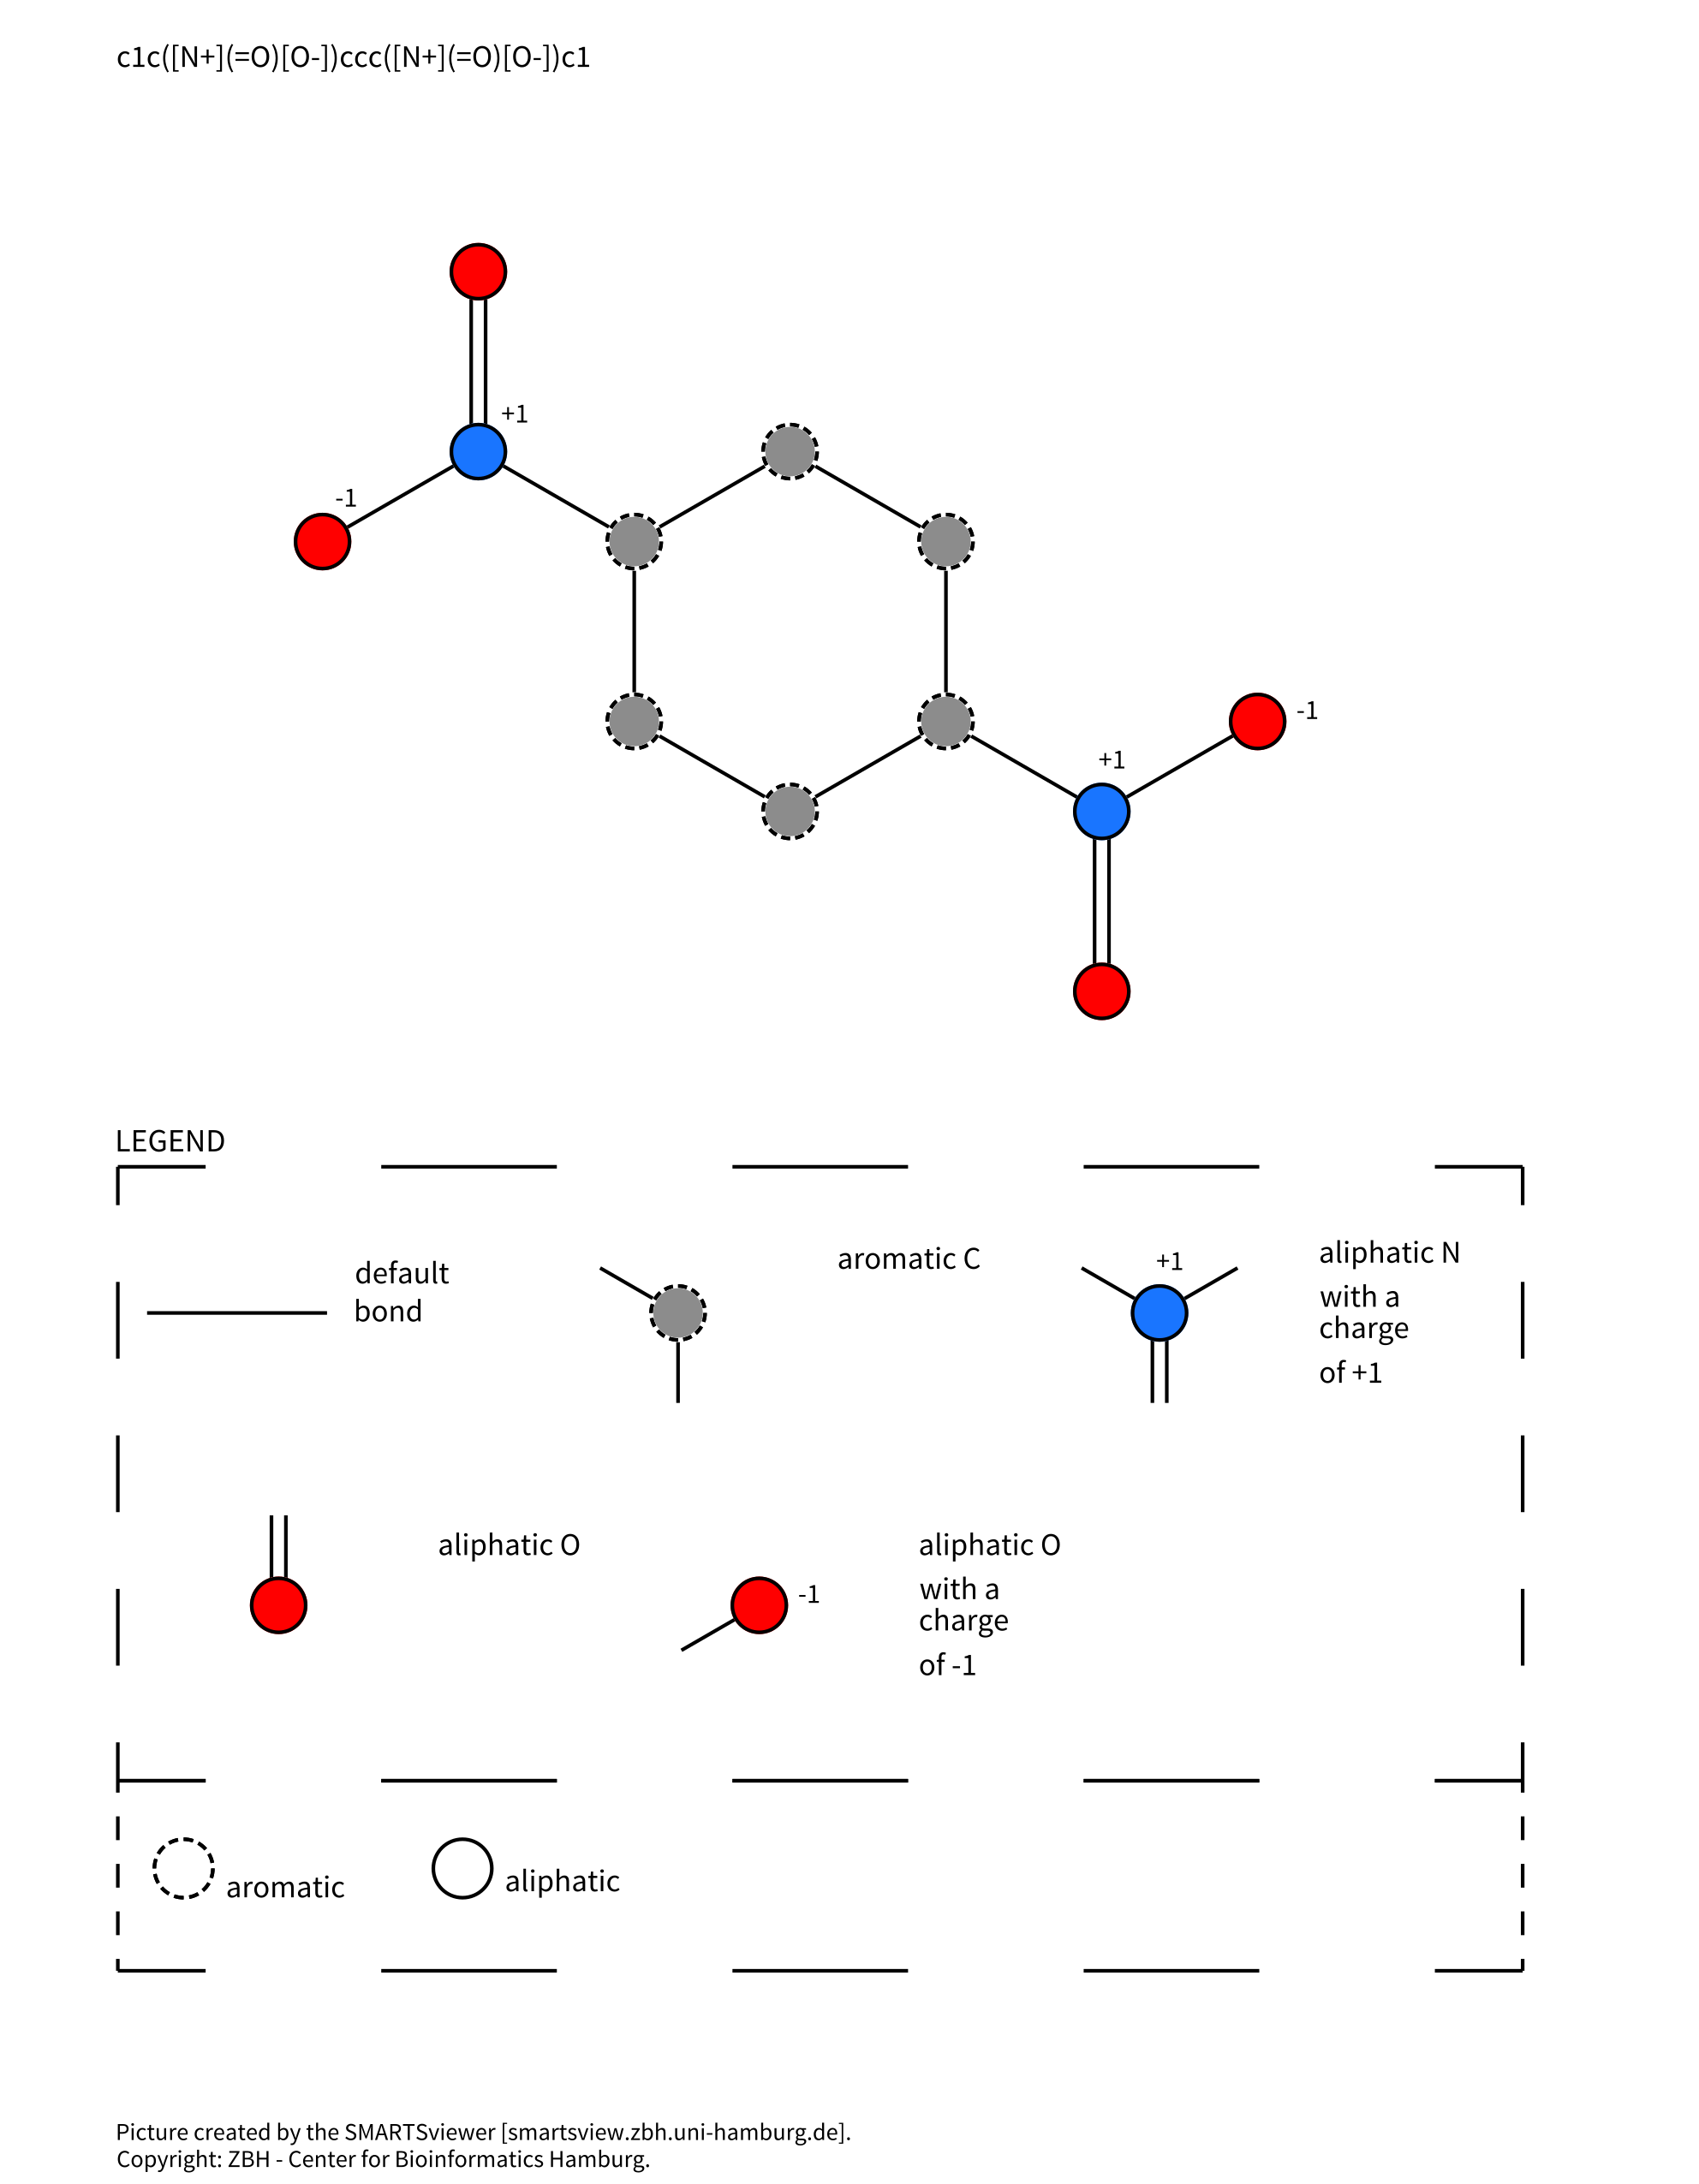 c1c([N+](=O)[O-])ccc([N+](=O)[O-])c1
+1
-1
-1
+1
LEGEND
default
bond
aromatic C
+1
aliphatic N
with a
charge
of +1
aliphatic O
-1
aliphatic O
with a
charge
of -1
aromatic
aliphatic
Picture created by the SMARTSviewer [smartsview.zbh.uni-hamburg.de].
Copyright: ZBH - Center for Bioinformatics Hamburg.